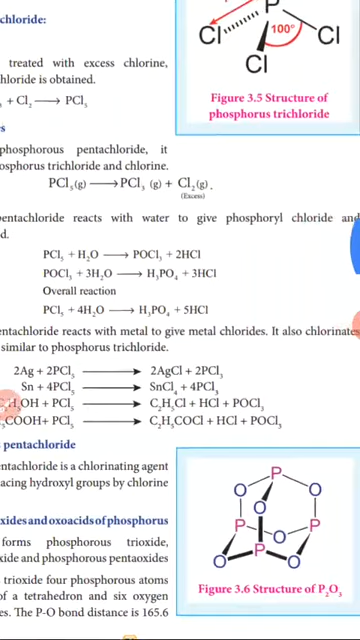 chloride:
P
Cl Cl
100°
Cl
Figure 3.5 Structure of
phosphorus trichloride
treated with excess chlorine,
chloride is obtained.
+ Cl₂ ⟶ PCl₅
phosphorous pentachloride, it
osphorus trichloride and chlorine.
PCl₅(g) ⟶ PCl₃ (g) + Cl₂(g) .
(Excess)
pentachloride reacts with water to give phosphoryl chloride and
d.
PCl₅ + H₂O ⟶ POCl₃ + 2HCl
POCl₃ + 3H₂O ⟶ H₃PO₄ + 3HCl
Overall reaction
PCl₅ + 4H₂O ⟶ H₃PO₄ + 5HCl
entachloride reacts with metal to give metal chlorides. It also chlorinates
similar to phosphorus trichloride.
2Ag + 2PCl₅ ⟶ 2AgCl + 2PCl₃
Sn + 4PCl₅ ⟶ SnCl₄ + 4PCl₃
H₅OH + PCl₅ ⟶ C₂H₅Cl + HCl + POCl₃
COOH+ PCl₅ ⟶ C₂H₅COCl + HCl + POCl₃
pentachloride
entachloride is a chlorinating agent
acing hydroxyl groups by chlorine
xides and oxoacids of phosphorus
forms phosphorous trioxide,
oxide and phosphorous pentaoxides
trioxide four phosphorous atoms
of a tetrahedron and six oxygen
es. The P-O bond distance is 165.6
P
O O
O
P P
O
P
O O
Figure 3.6 Structure of P₂O₃